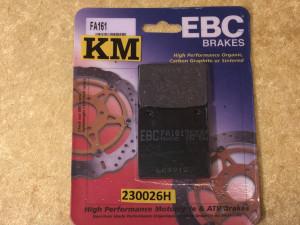 FA161
KM
EBC
BRAKES
High Performance Organic,
Carbon Graphite or Sintered
EBC FA161
230026H
High Performance Motorcycle & ATV Brakes